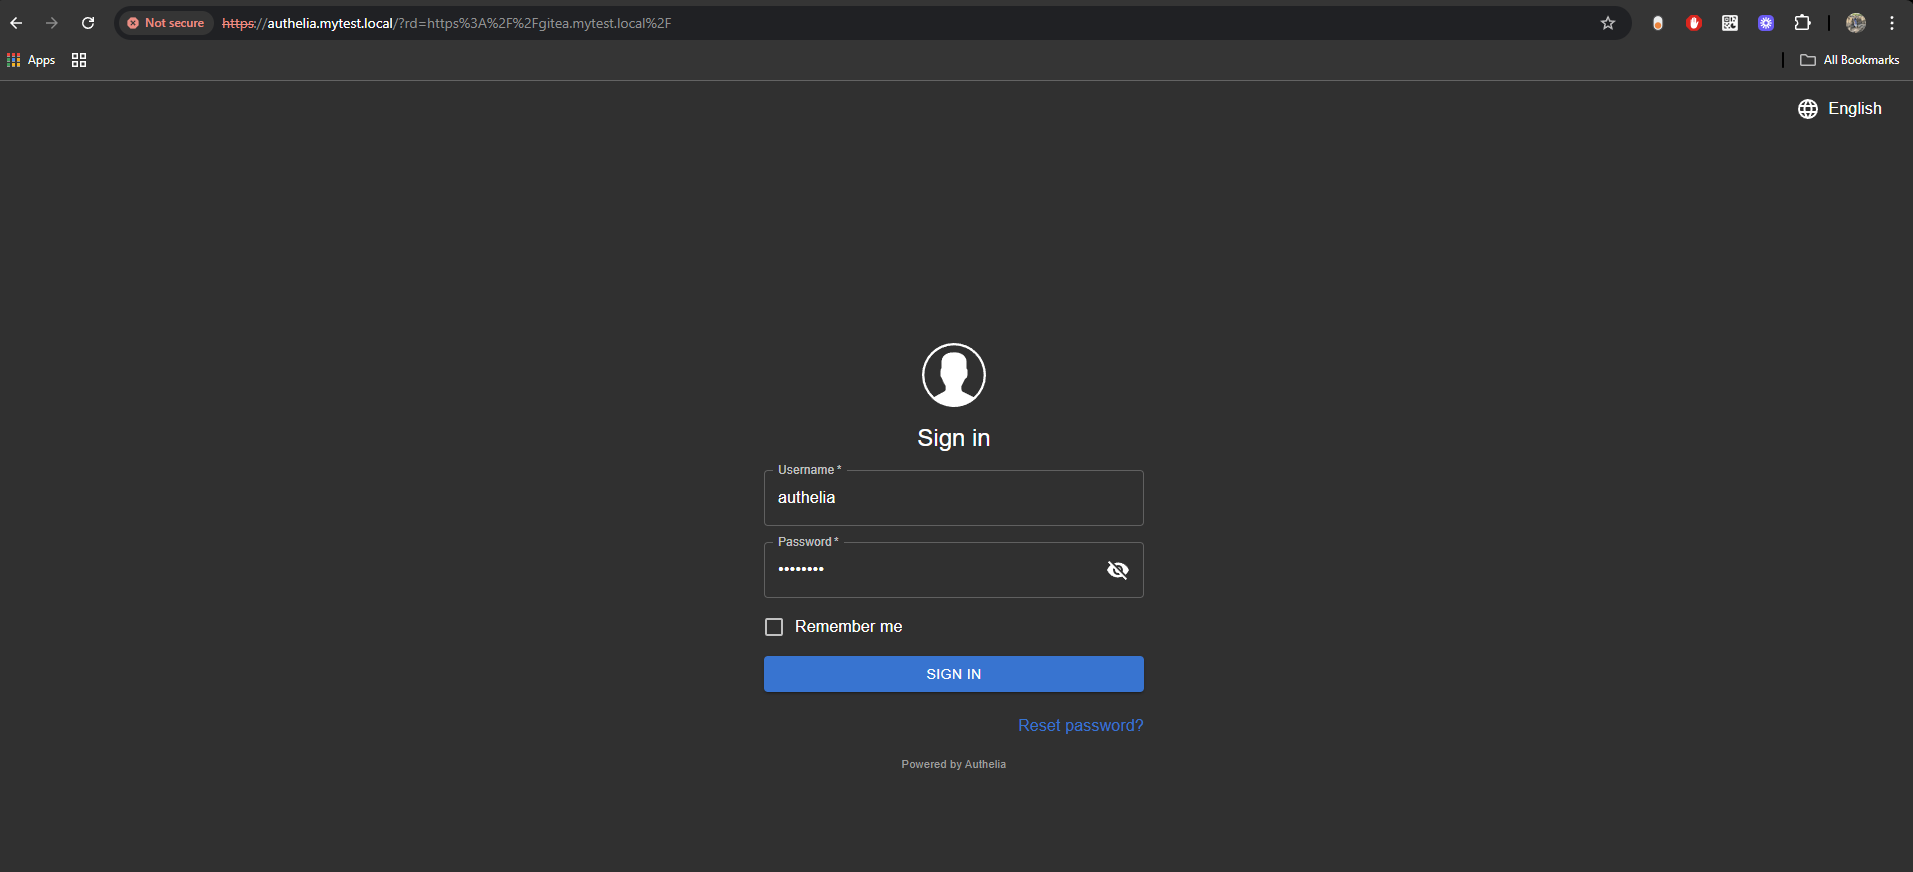 Not secure https://authelia.mytest.local/?rd=https%3A%2F%2Fgitea.mytest.local%2F
Apps
All Bookmarks
English
Sign in
Username *
authelia
Password *
••••••••
Remember me
SIGN IN
Reset password?
Powered by Authelia